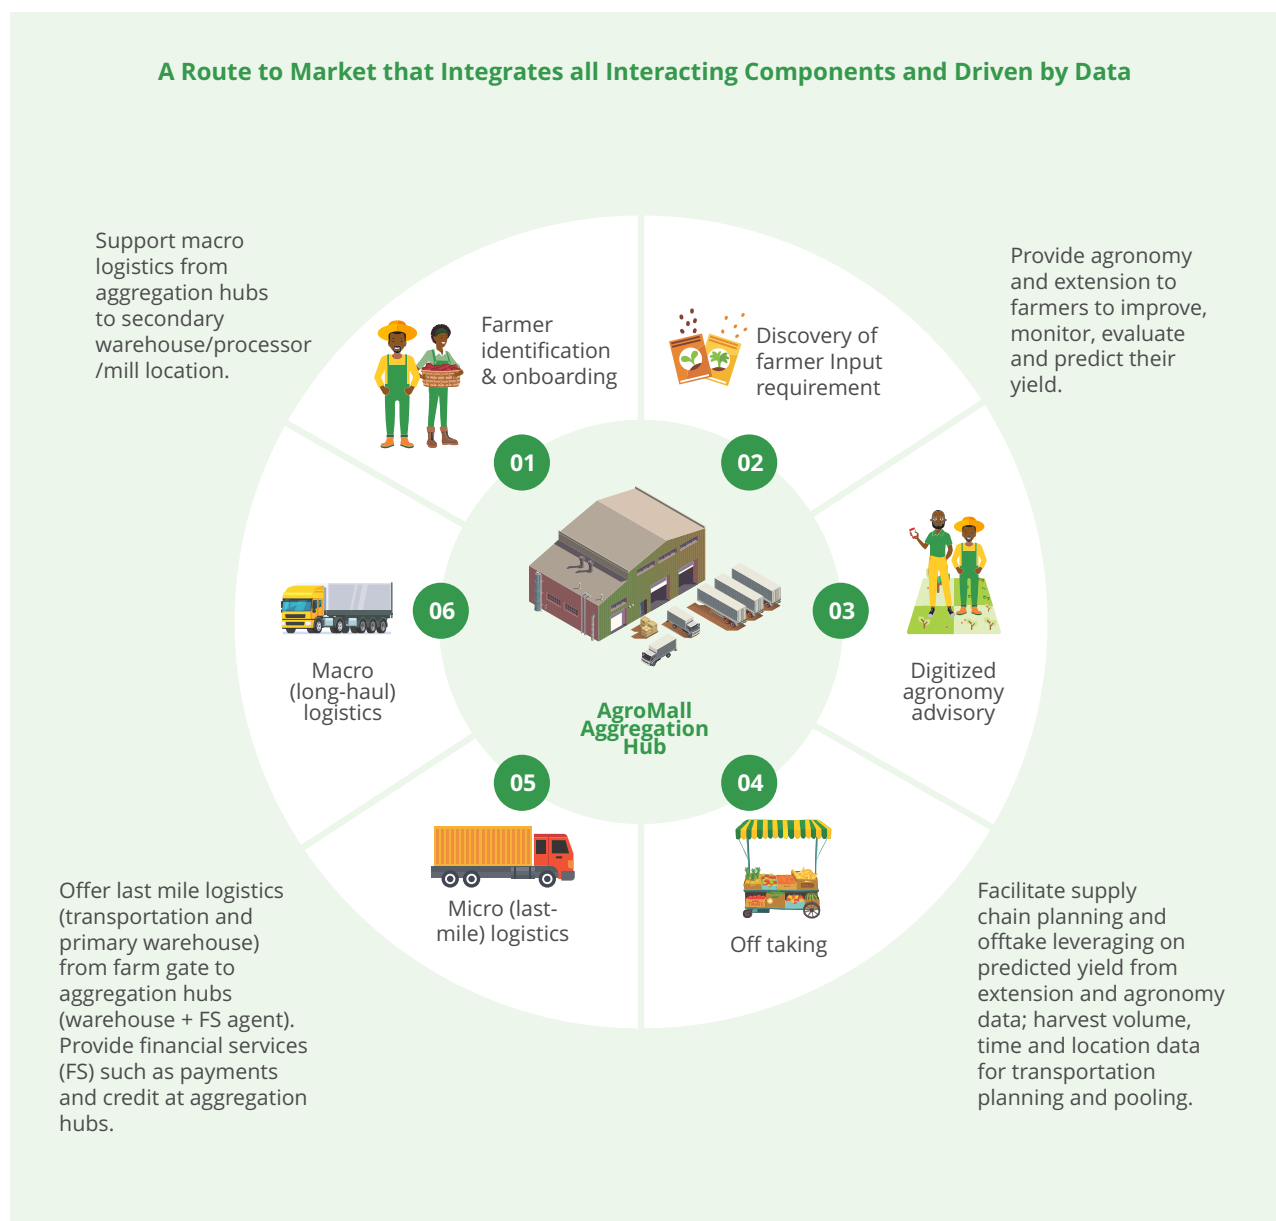 A Route to Market that Integrates all Interacting Components and Driven by Data
Support macro
logistics from
aggregation hubs
to secondary
warehouse/processor
/mill location.
Farmer
identification
& onboarding
Discovery of
farmer Input
requirement
Provide agronomy
and extension to
farmers to improve,
monitor, evaluate
and predict their
yield.
01
02
06
03
Macro
(long-haul)
logistics
Digitized
agronomy
advisory
AgroMall
Aggregation
Hub
05
04
Micro (last-
mile) logistics
Off taking
Offer last mile logistics
(transportation and
primary warehouse)
from farm gate to
aggregation hubs
(warehouse + FS agent).
Provide financial services
(FS) such as payments
and credit at aggregation
hubs.
Facilitate supply
chain planning and
offtake leveraging on
predicted yield from
extension and agronomy
data; harvest volume,
time and location data
for transportation
planning and pooling.